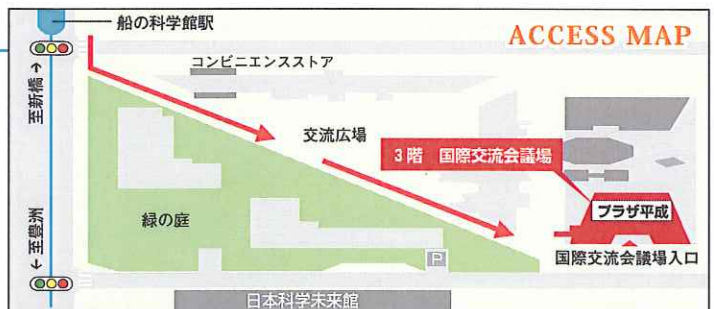 船の科学館駅
ACCESS MAP
コンビニエンスストア
至新橋→
交流広場
3階 国際交流会議場
プラザ平成
緑の庭
←至豊洲
P
国際交流会議場入口
日本科学未来館